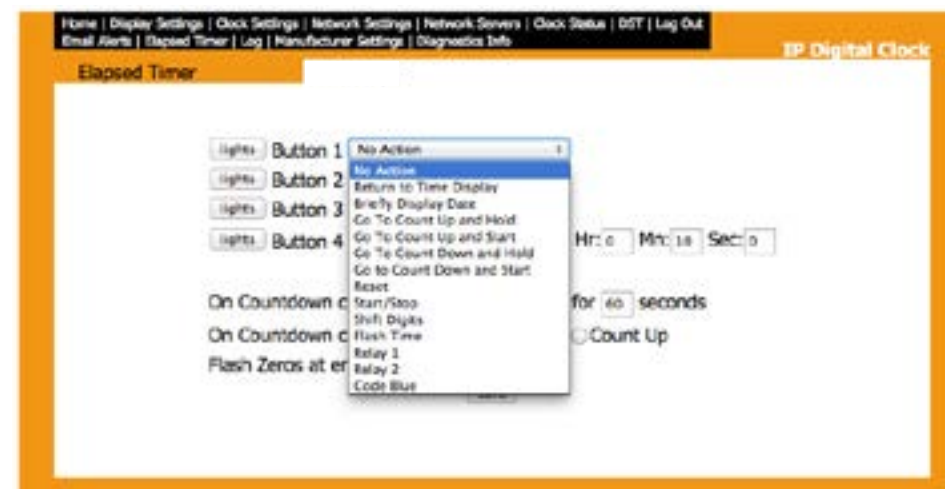 Home | Display Settings | Clock Settings | Network Settings | Network Servers | Clock Status | DST | Log Out
Email Alerts | Elapsed Timer | Log | Manufacturer Settings | Diagnostics Info
IP Digital Clock
Elapsed Timer
lights Button 1 No Action
No Action
lights Button 2
Return to Time Display
Briefly Display Date
lights Button 3
Go To Count Up and Hold
lights Button 4 Go To Count Up and Start Hr: 0 Mn: 10 Sec: 0
Go To Count Down and Hold
Go to Count Down and Start
Reset
On Countdown c Start/Stop for 60 seconds
Shift Digits
On Countdown c Flash Time Count Up
Relay 1
Flash Zeros at er
Relay 2
Code Blue